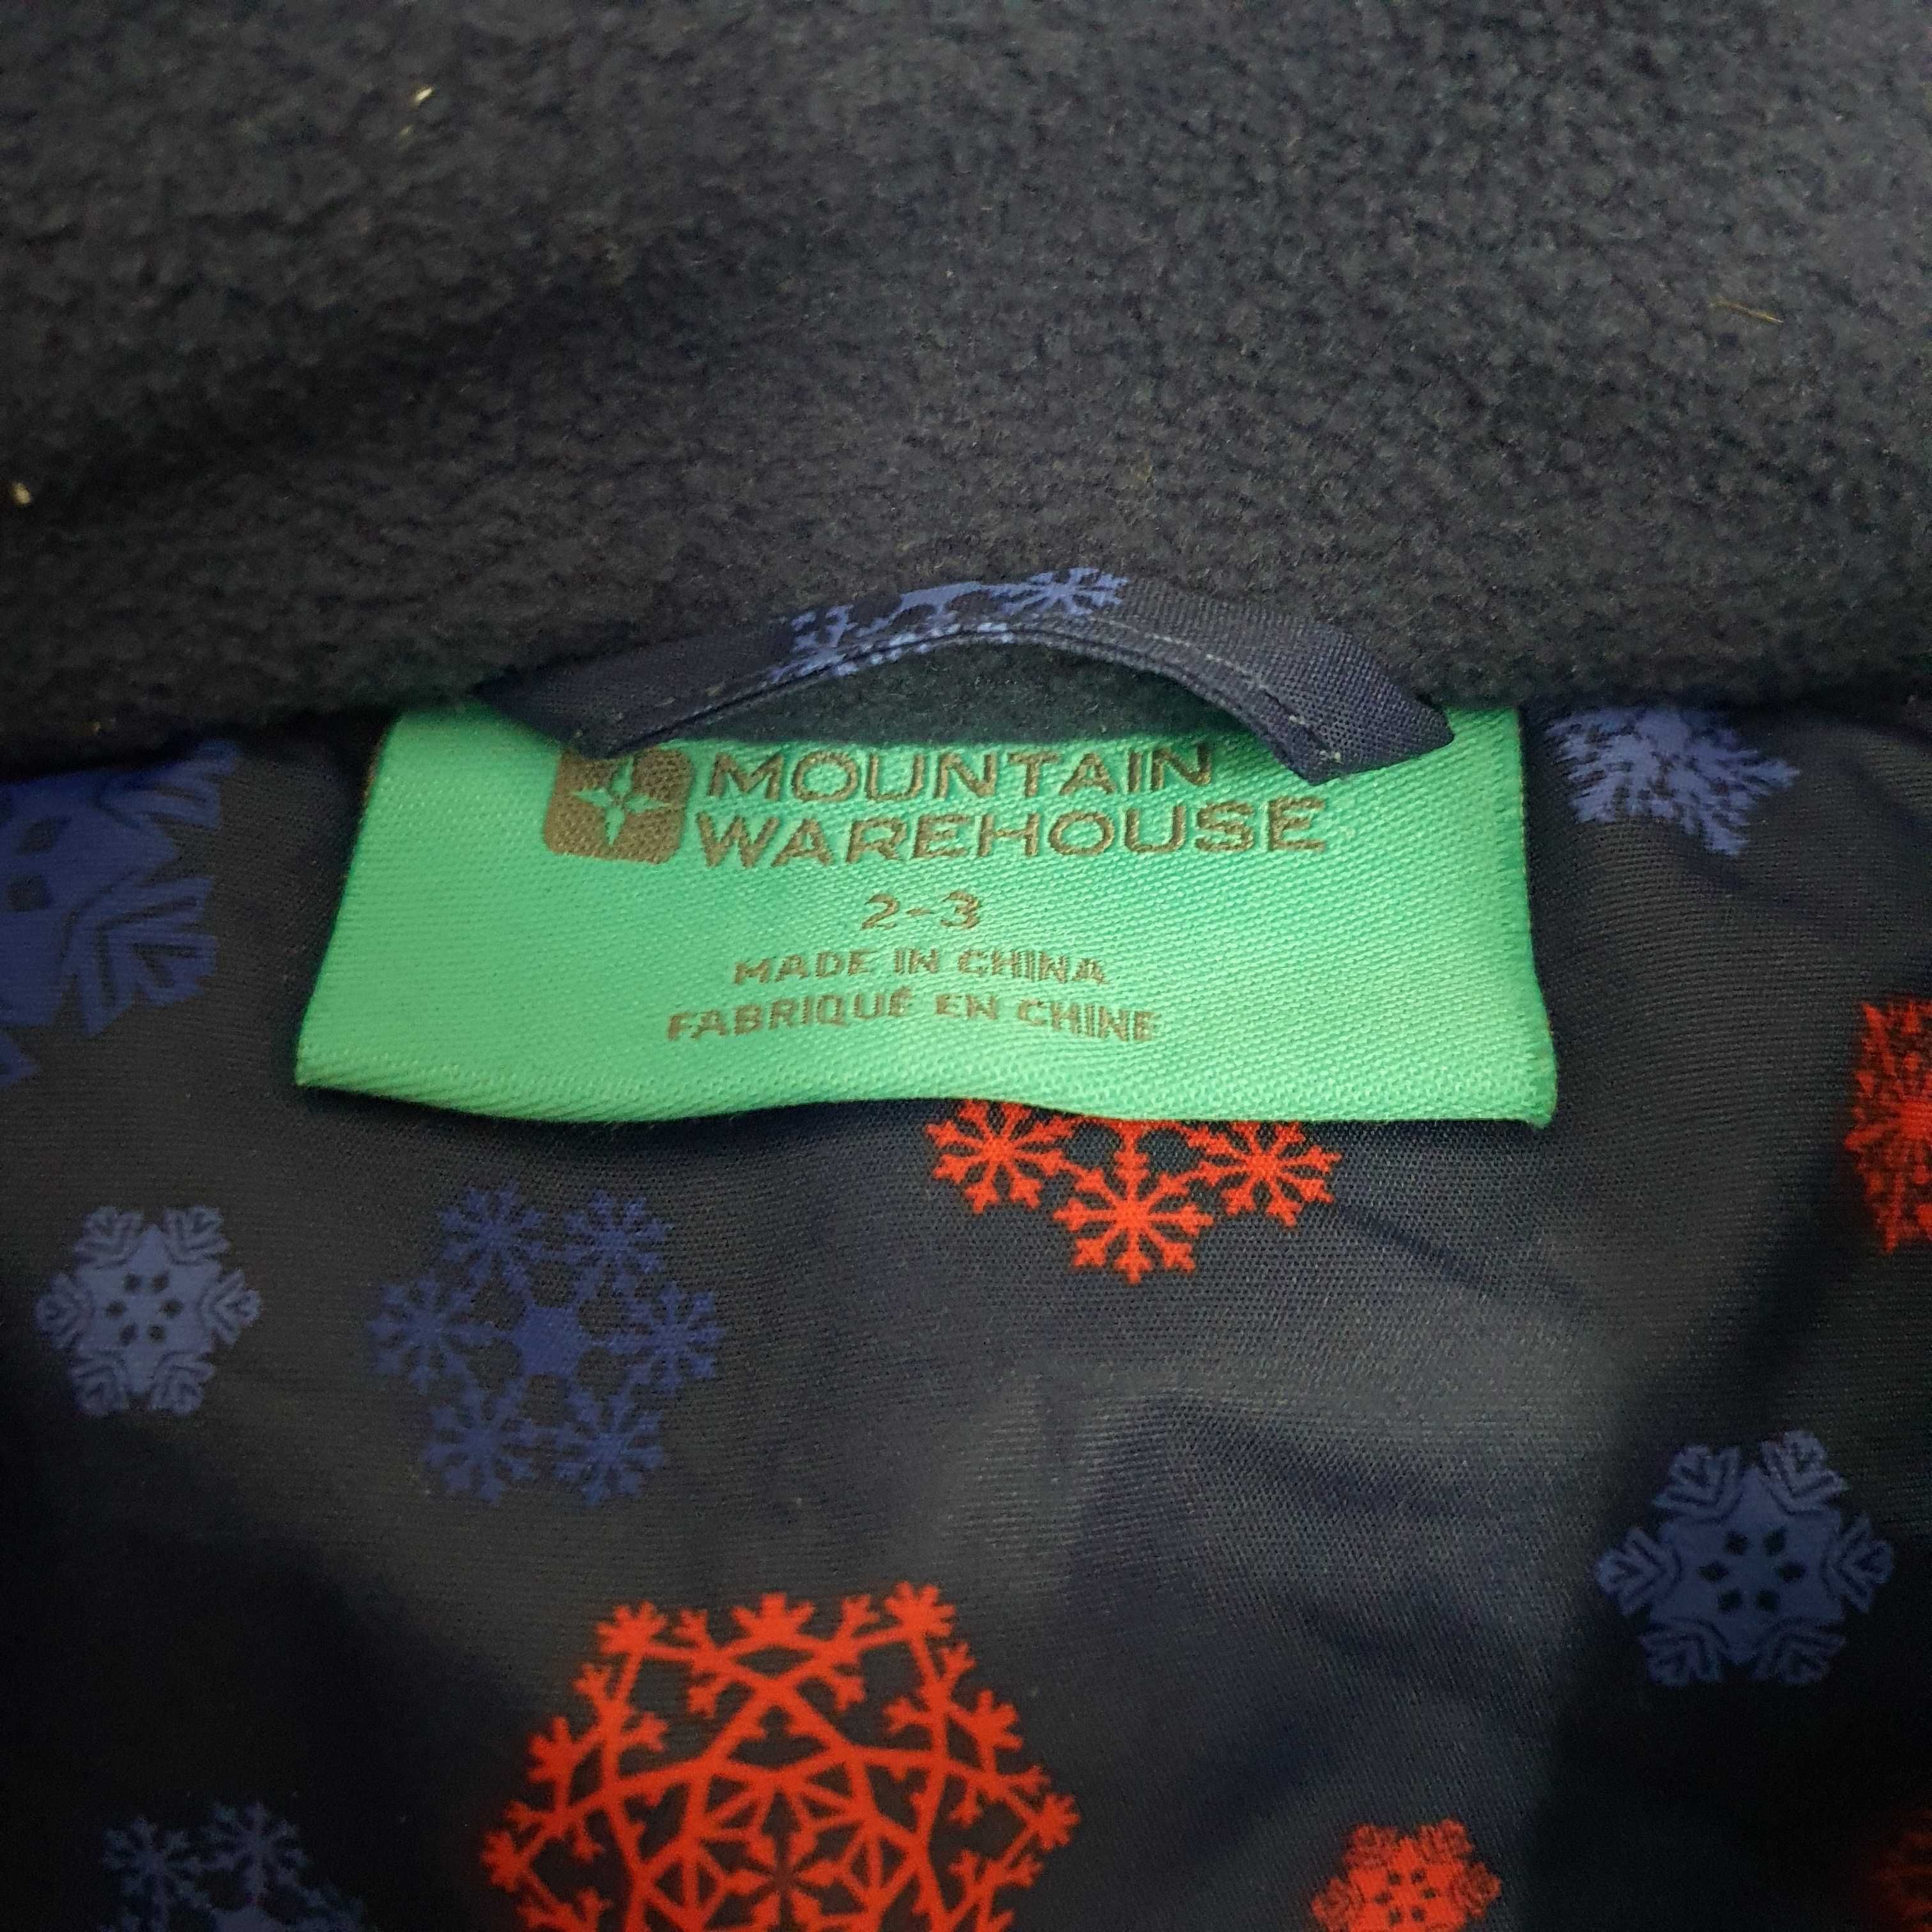 MOUNTAIN
WAREHOUSE
2-3
MADE IN CHINA
FABRIQUÉ EN CHINE